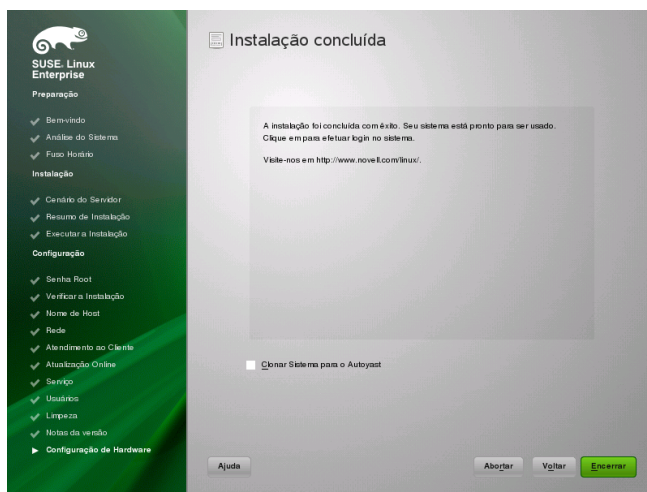 SUSE. Linux
Enterprise
Preparação
Bem-vindo
Análise do Sistema
Fuso Horário
Instalação
Cenário do Servidor
Resumo de Instalação
Executar a Instalação
Configuração
Senha Root
Verificar a Instalação
Nome de Host
Rede
Atendimento ao Cliente
Atualização Online
Serviço
Usuários
Limpeza
Notas da versão
Configuração de Hardware
Instalação concluída
A instalação foi concluída com êxito. Seu sistema está pronto para ser usado.
Clique em para efetuar login no sistema.
Visite-nos em http://www.novell.com/linux/.
Clonar Sistema para o Autoyast
Ajuda
Abortar
Voltar
Encerrar